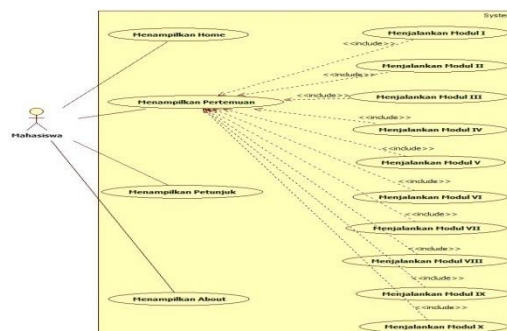 System
Menampilkan Home
Menjalankan Modul I
<<include>>
Menjalankan Modul II
<<include>>
Menampilkan Pertemuan
<<include>>
Menjalankan Modul III
<<include>>
Menjalankan Modul IV
Mahasiswa
<<include>>
Menjalankan Modul V
<<include>>
Menampilkan Petunjuk
Menjalankan Modul VI
<<include>>
Menjalankan Modul VII
<<include>>
Menjalankan Modul VIII
<<include>>
Menampilkan About
Menjalankan Modul IX
<<include>>
Menjalankan Modul X